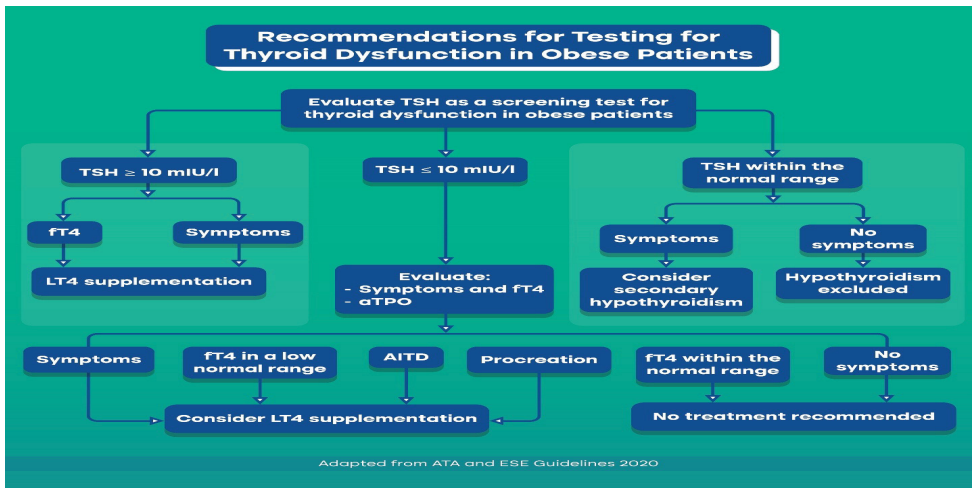 Recommendations for Testing for
Thyroid Dysfunction in Obese Patients
Evaluate TSH as a screening test for
thyroid dysfunction in obese patients
TSH ≥ 10 mIU/l
TSH ≤ 10 mIU/l
TSH within the
normal range
fT4
Symptoms
Symptoms
No
symptoms
LT4 supplementation
Evaluate:
- Symptoms and fT4
- aTPO
Consider
secondary
hypothyroidism
Hypothyroidism
excluded
Symptoms
fT4 in a low
normal range
AITD
Procreation
fT4 within the
normal range
No
symptoms
Consider LT4 supplementation
No treatment recommended
Adapted from ATA and ESE Guidelines 2020